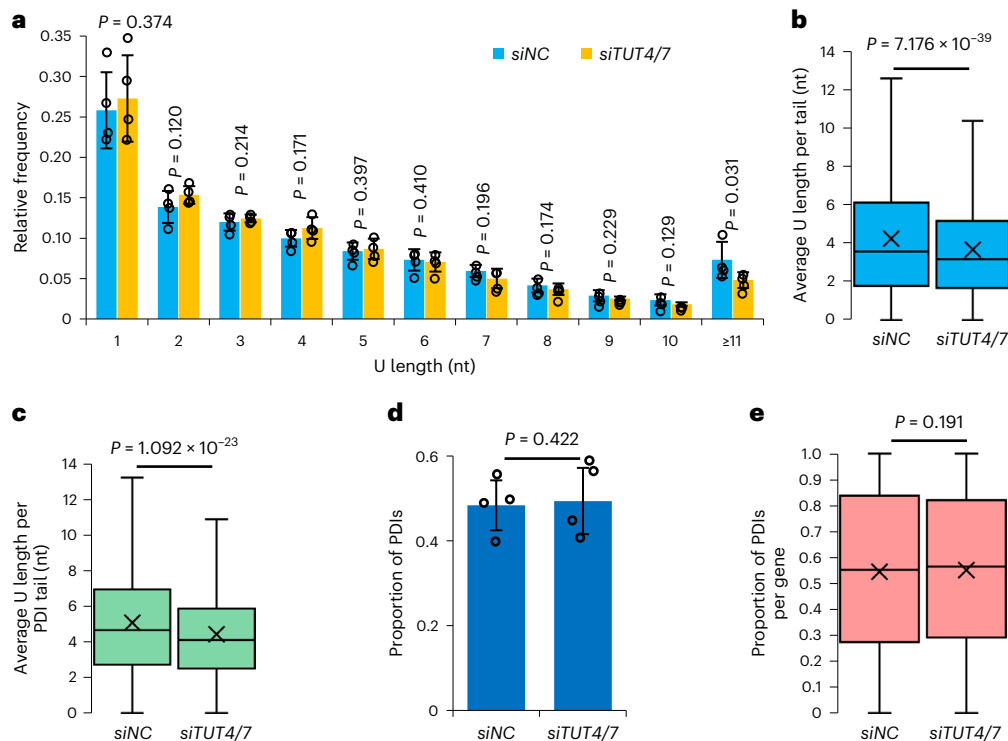 a
P = 0.374
0.35
0.30
0.25
0.20
0.15
0.10
0.05
0
Relative frequency
siNC
siTUT4/7
P = 0.120
P = 0.214
P = 0.171
P = 0.397
P = 0.410
P = 0.196
P = 0.174
P = 0.229
P = 0.129
P = 0.031
1 2 3 4 5 6 7 8 9 10 ≥11
U length (nt)
b
P = 7.176 × 10⁻³⁹
14
12
10
8
6
4
2
0
Average U length per tail (nt)
siNC siTUT4/7
c
P = 1.092 × 10⁻²³
14
12
10
8
6
4
2
0
Average U length per
PDI tail (nt)
siNC siTUT4/7
d
P = 0.422
0.6
0.4
0.2
0
Proportion of PDIs
siNC siTUT4/7
e
P = 0.191
1.0
0.9
0.8
0.7
0.6
0.5
0.4
0.3
0.2
0.1
0
Proportion of PDIs
per gene
siNC siTUT4/7